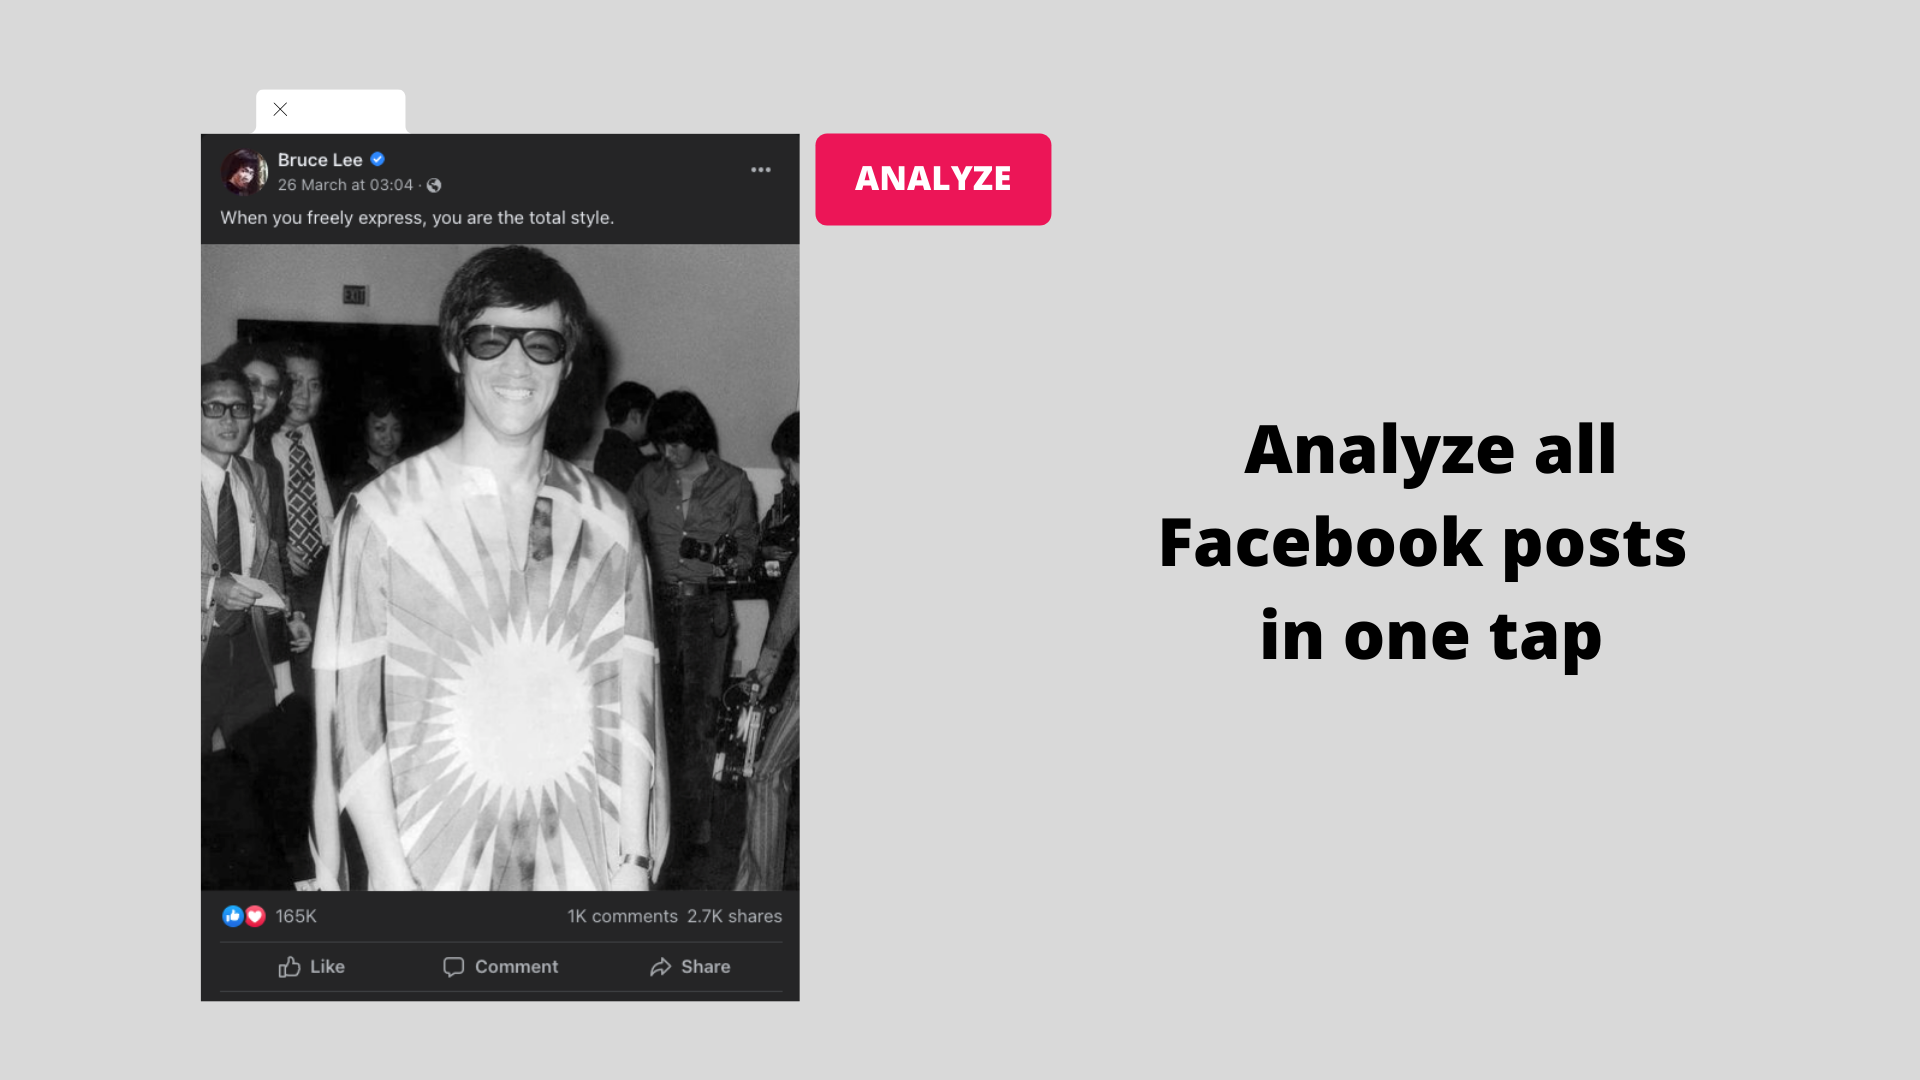 Bruce Lee
26 March at 03:04 ·
When you freely express, you are the total style.
EXIT
165K
1K comments 2.7K shares
Like
Comment
Share
ANALYZE
Analyze all
Facebook posts
in one tap